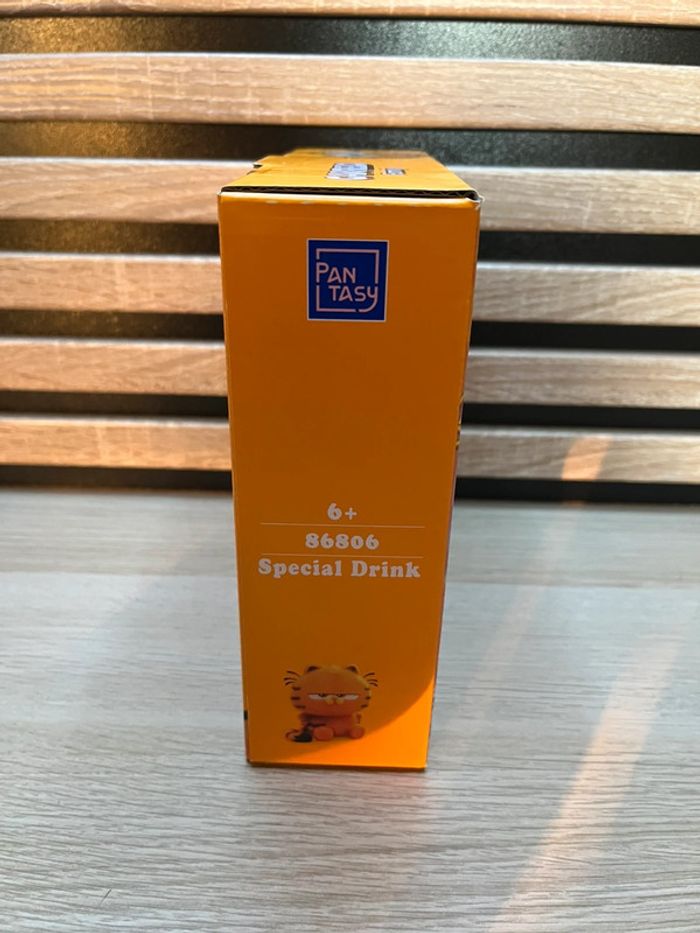 PAN
TASY
6+
86806
Special Drink